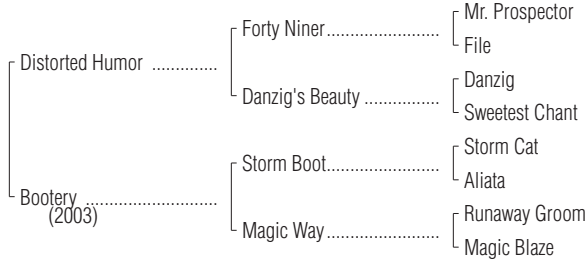 Mr. Prospector
Forty Niner........................
File
Distorted Humor ..............
Danzig
Danzig's Beauty ................
Sweetest Chant
Storm Cat
Storm Boot........................
Aliata
Bootery ............................
(2003)
Runaway Groom
Magic Way........................
Magic Blaze